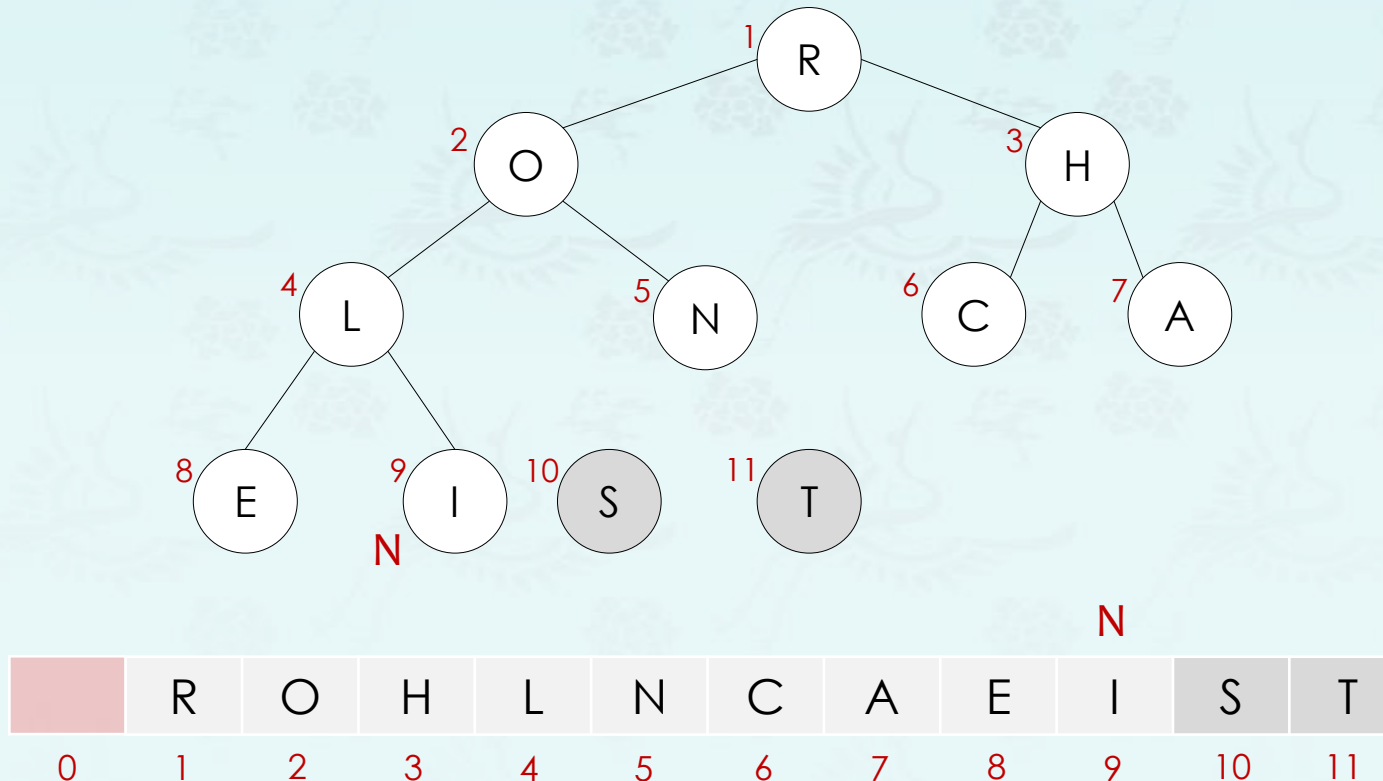 1 R
2 O 3 H
4 L 5 N 6 C 7 A
8 E 9 I 10 S 11 T
N
N
R O H L N C A E I S T
0 1 2 3 4 5 6 7 8 9 10 11